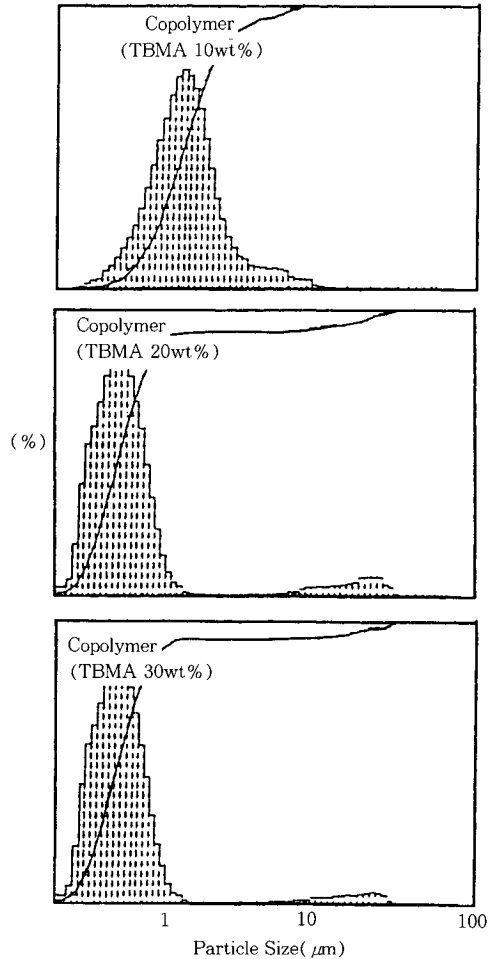 Copolymer
(TBMA 10wt%)
Copolymer
(TBMA 20wt%)
(%)
Copolymer
(TBMA 30wt%)
1 10 100
Particle Size( μm)